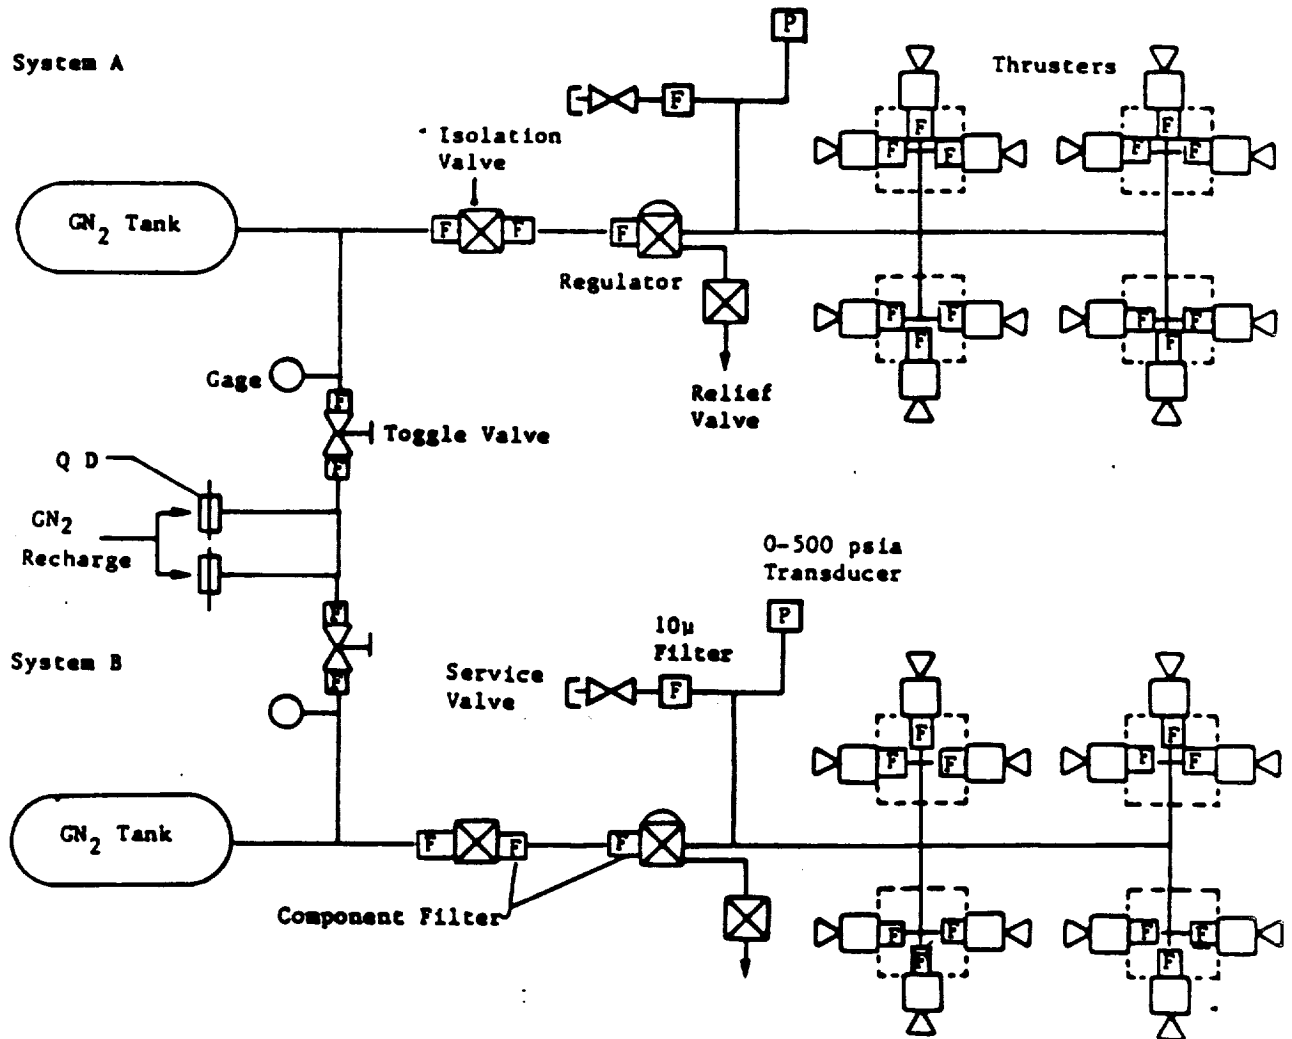 P
System A
Thrusters
F
F
F
Isolation
Valve
F F F F F F
GN2 Tank
F F
F
Regulator
F F F F
F F
Gage
Relief
Valve
F
Toggle Valve
F
Q D
GN2
Recharge
0-500 psia
Transducer
F
P
10μ
Filter
System B
Service
Valve
F
F
F F
F F F F
GN2 Tank
F F
F
Component Filter
F F F F
F F